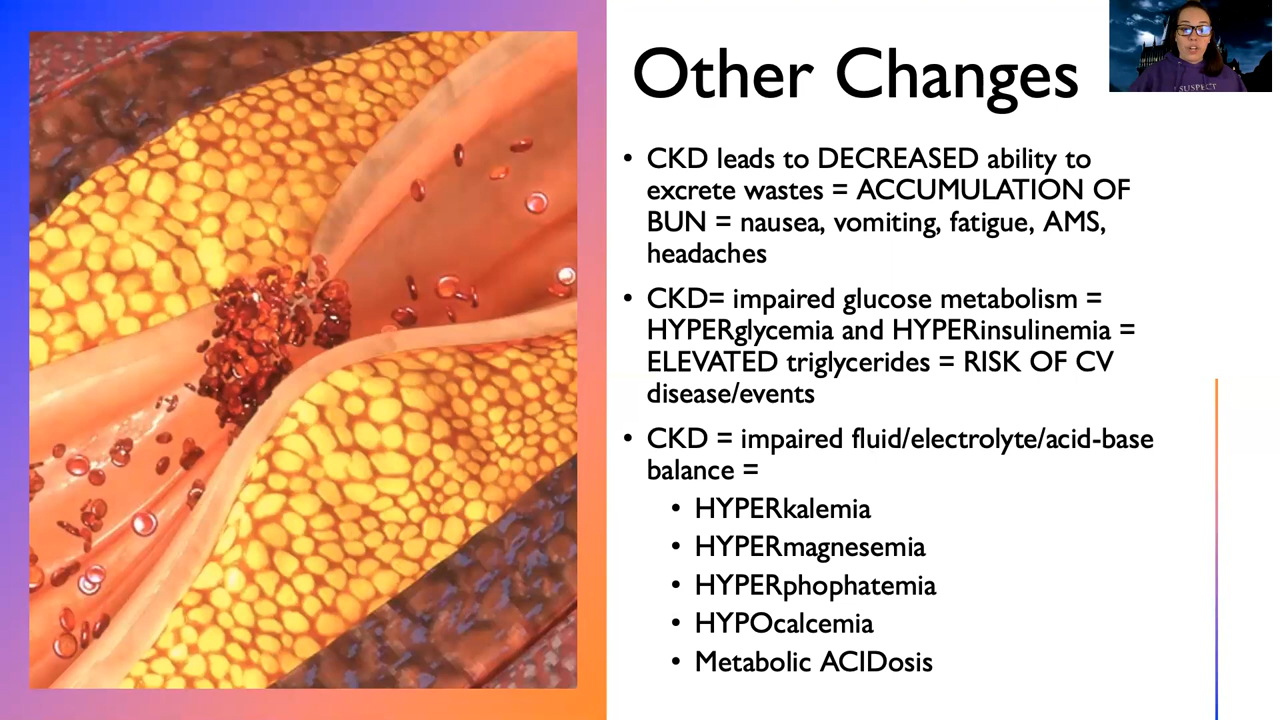 Other Changes
SUSPECT
• CKD leads to DECREASED ability to
excrete wastes = ACCUMULATION OF
BUN = nausea, vomiting, fatigue, AMS,
headaches
• CKD= impaired glucose metabolism =
HYPERglycemia and HYPERinsulinemia =
ELEVATED triglycerides = RISK OF CV
disease/events
• CKD = impaired fluid/electrolyte/acid-base
balance =
• HYPERkalemia
• HYPERmagnesemia
• HYPERphophatemia
• HYPOcalcemia
• Metabolic ACIDosis